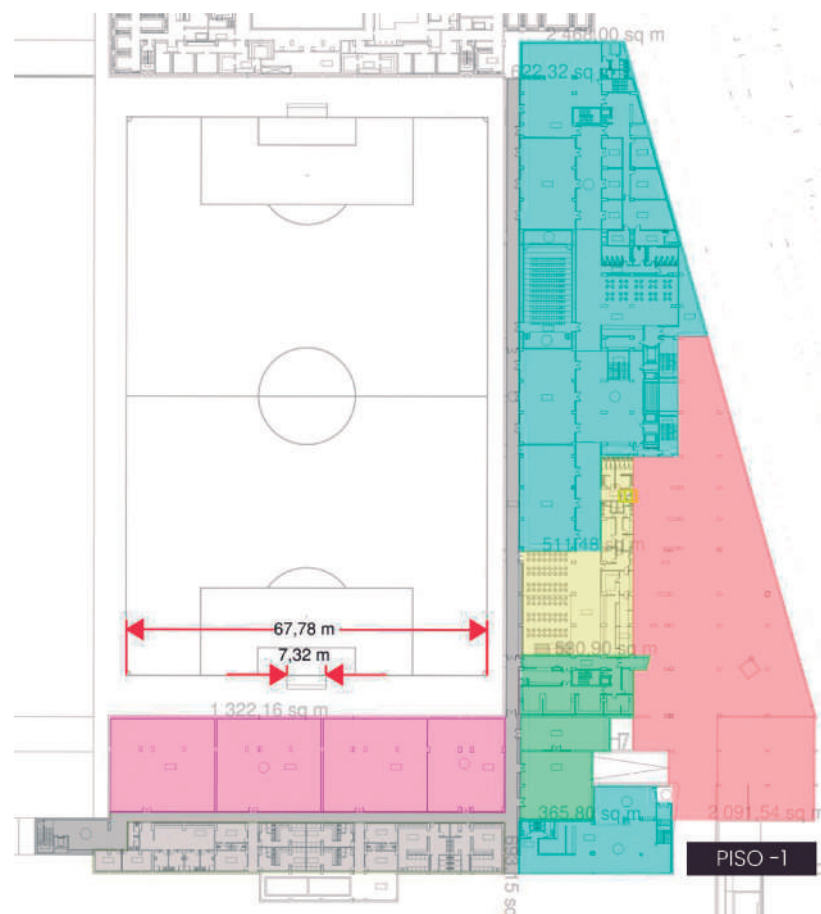 2 468,00 sq m
622,32 sq m
511,48 sq m
67,78 m
7,32 m
530,90 sq m
1 322,16 sq m
365,80 sq m
2 091,54 sq m
PISO -1